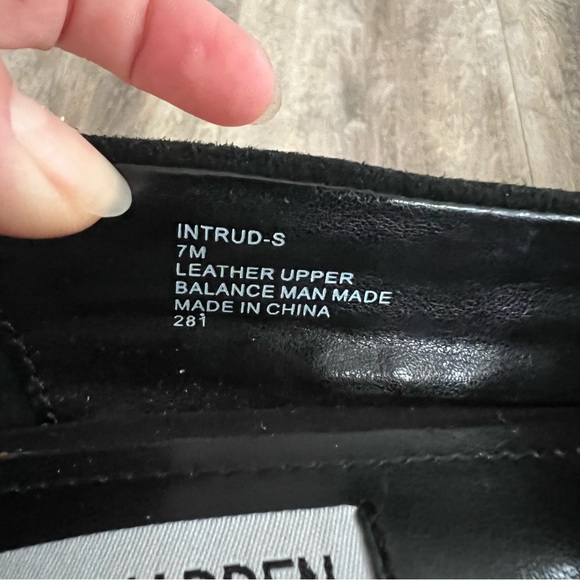 INTRUD-S
7M
LEATHER UPPER
BALANCE MAN MADE
MADE IN CHINA
281